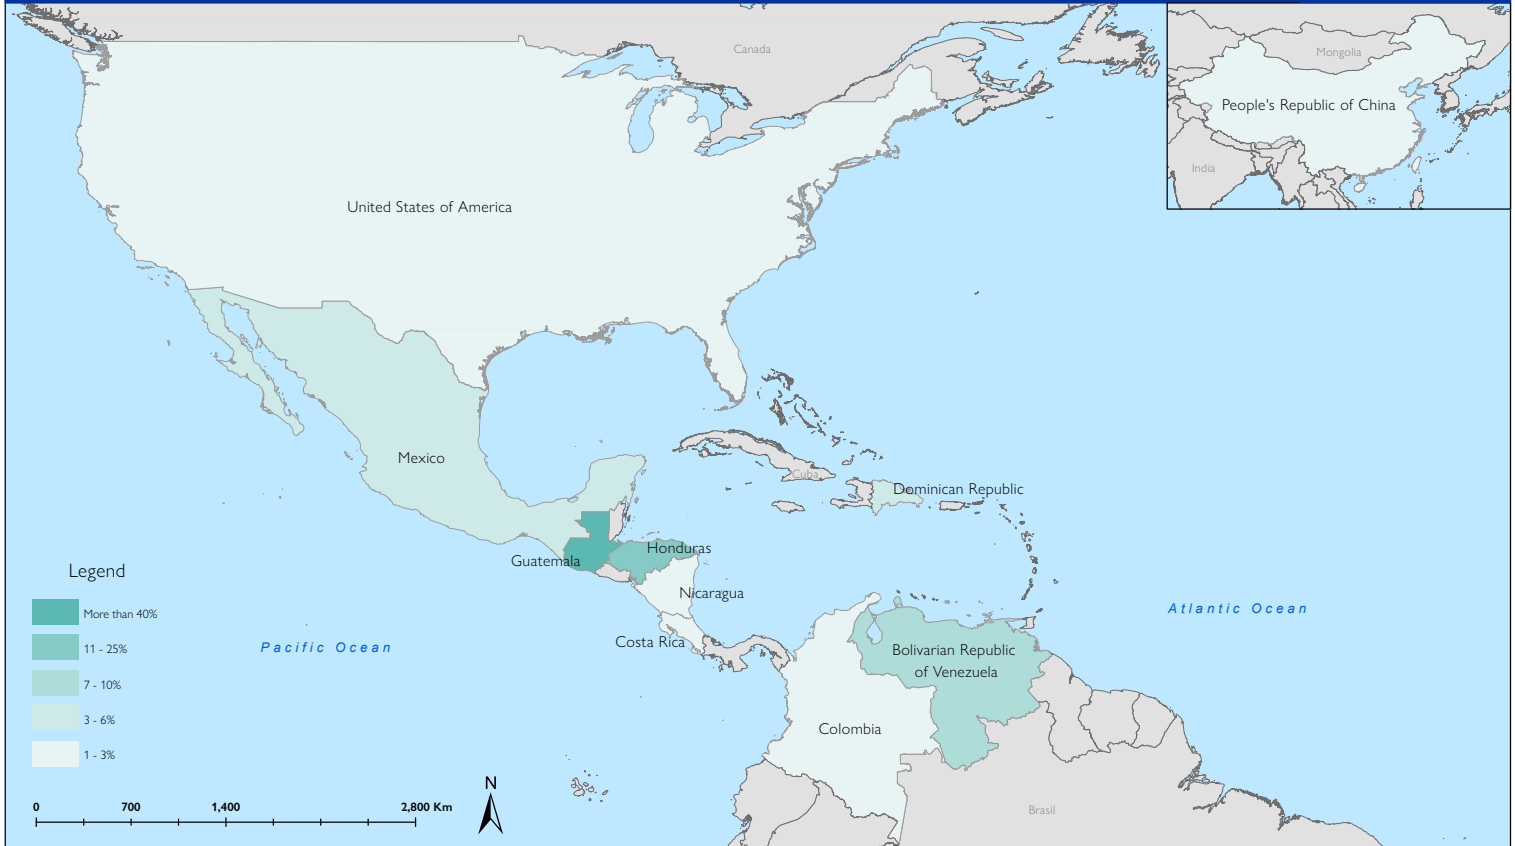 Canada
Mongolia
People's Republic of China
India
United States of America
Mexico
Cuba
Dominican Republic
Guatemala
Honduras
Nicaragua
Costa Rica
Bolivarian Republic
of Venezuela
Colombia
Brasil
Pacific Ocean
Atlantic Ocean
Legend
More than 40%
11 - 25%
7 - 10%
3 - 6%
1 - 3%
0 700 1,400 2,800 Km
N